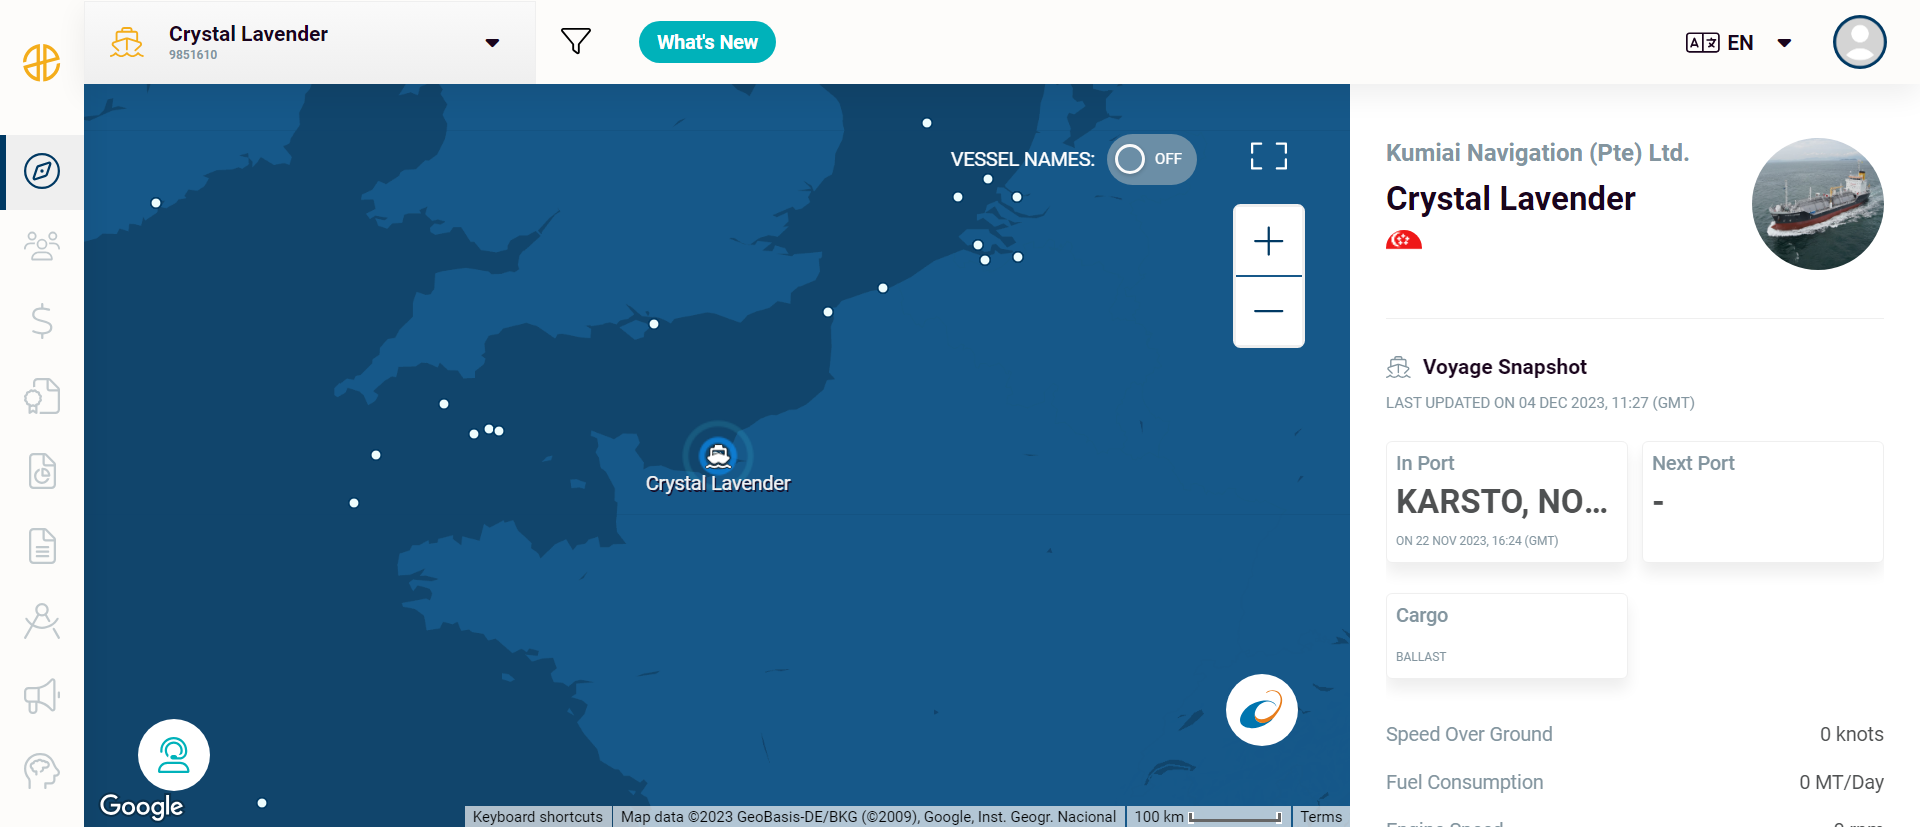 Crystal Lavender
9851610
What's New
EN
VESSEL NAMES:
OFF
Crystal Lavender
Google
Keyboard shortcuts
Map data ©2023 GeoBasis-DE/BKG (©2009), Google, Inst. Geogr. Nacional
100 km
Terms
Kumiai Navigation (Pte) Ltd.
Crystal Lavender
Voyage Snapshot
LAST UPDATED ON 04 DEC 2023, 11:27 (GMT)
In Port
KARSTO, NO...
ON 22 NOV 2023, 16:24 (GMT)
Next Port
-
Cargo
BALLAST
Speed Over Ground
0 knots
Fuel Consumption
0 MT/Day